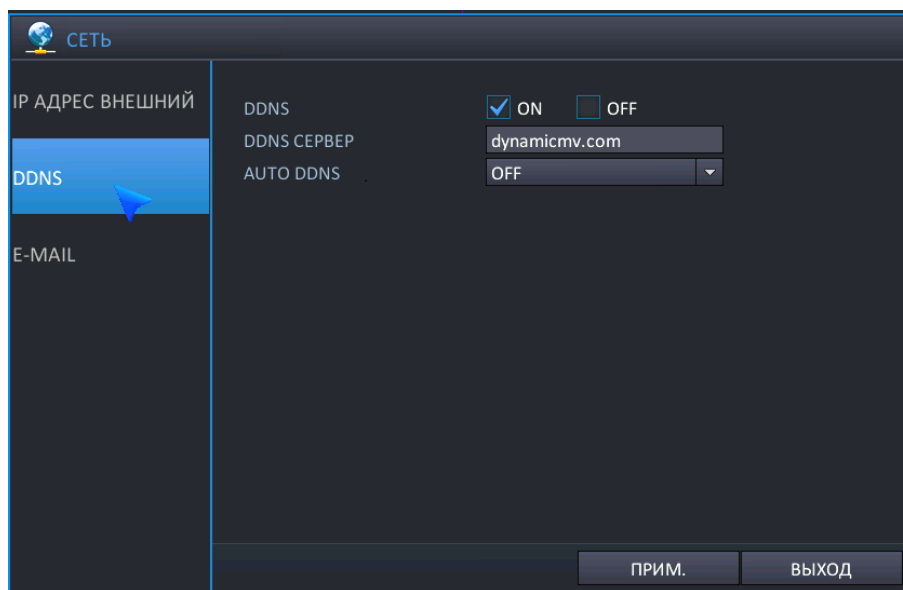 СЕТЬ
IP АДРЕС ВНЕШНИЙ
DDNS
E-MAIL
DDNS ON OFF
DDNS СЕРВЕР dynamicmv.com
AUTO DDNS OFF
ПРИМ. ВЫХОД